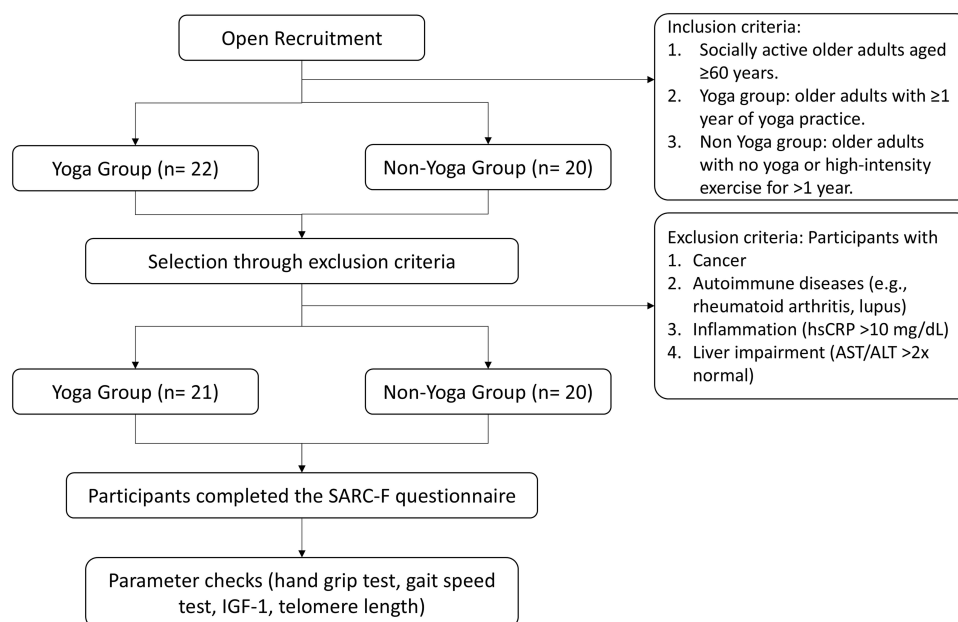 Open Recruitment
Inclusion criteria:
1. Socially active older adults aged
≥60 years.
2. Yoga group: older adults with ≥1
year of yoga practice.
3. Non Yoga group: older adults
with no yoga or high-intensity
exercise for >1 year.
Yoga Group (n= 22)
Non-Yoga Group (n= 20)
Selection through exclusion criteria
Exclusion criteria: Participants with
1. Cancer
2. Autoimmune diseases (e.g.,
rheumatoid arthritis, lupus)
3. Inflammation (hsCRP >10 mg/dL)
4. Liver impairment (AST/ALT >2x
normal)
Yoga Group (n= 21)
Non-Yoga Group (n= 20)
Participants completed the SARC-F questionnaire
Parameter checks (hand grip test, gait speed
test, IGF-1, telomere length)